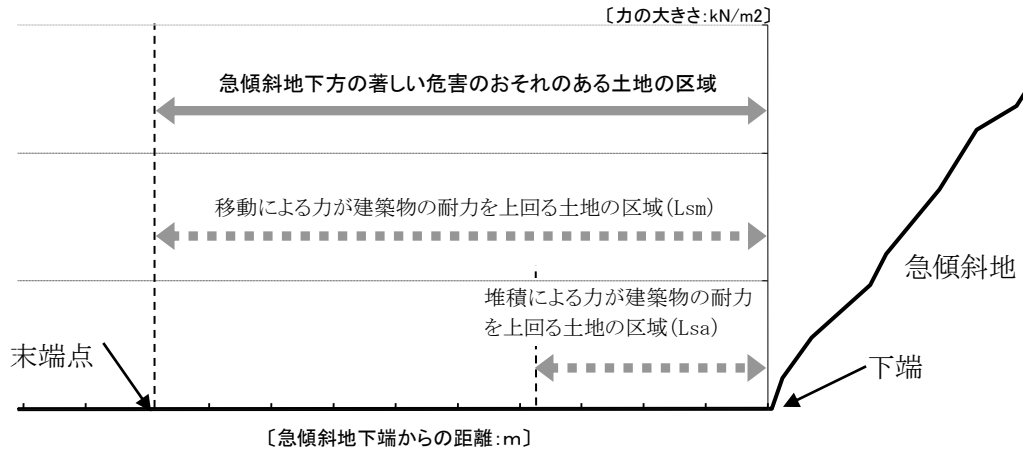 〔力の大きさ:kN/m2〕
急傾斜地下方の著しい危害のおそれのある土地の区域
移動による力が建築物の耐力を上回る土地の区域(Lsm)
急傾斜地
堆積による力が建築物の耐力
を上回る土地の区域(Lsa)
末端点
下端
〔急傾斜地下端からの距離:m〕